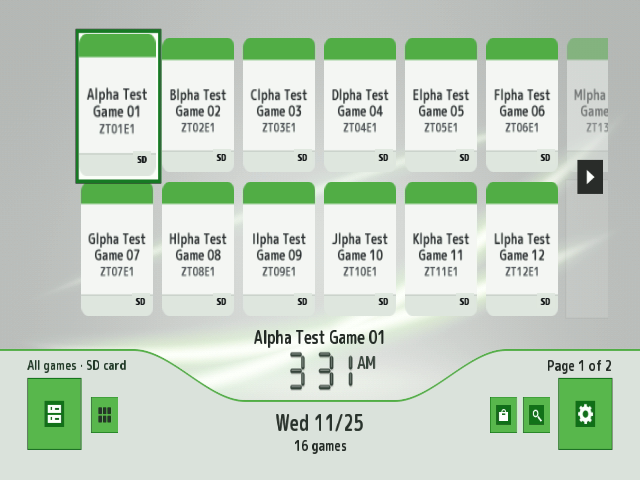 Alpha Test
Game 01
ZT01E1
SD
Blpha Test
Game 02
ZT02E1
SD
Clpha Test
Game 03
ZT03E1
SD
Dlpha Test
Game 04
ZT04E1
SD
Elpha Test
Game 05
ZT05E1
SD
Flpha Test
Game 06
ZT06E1
SD
Mlpha
Game
ZT13
Glpha Test
Game 07
ZT07E1
SD
Hlpha Test
Game 08
ZT08E1
SD
Ilpha Test
Game 09
ZT09E1
SD
Jlpha Test
Game 10
ZT10E1
SD
Klpha Test
Game 11
ZT11E1
SD
Llpha Test
Game 12
ZT12E1
SD
Alpha Test Game 01
All games · SD card
3 31 AM
Page 1 of 2
Wed 11/25
16 games